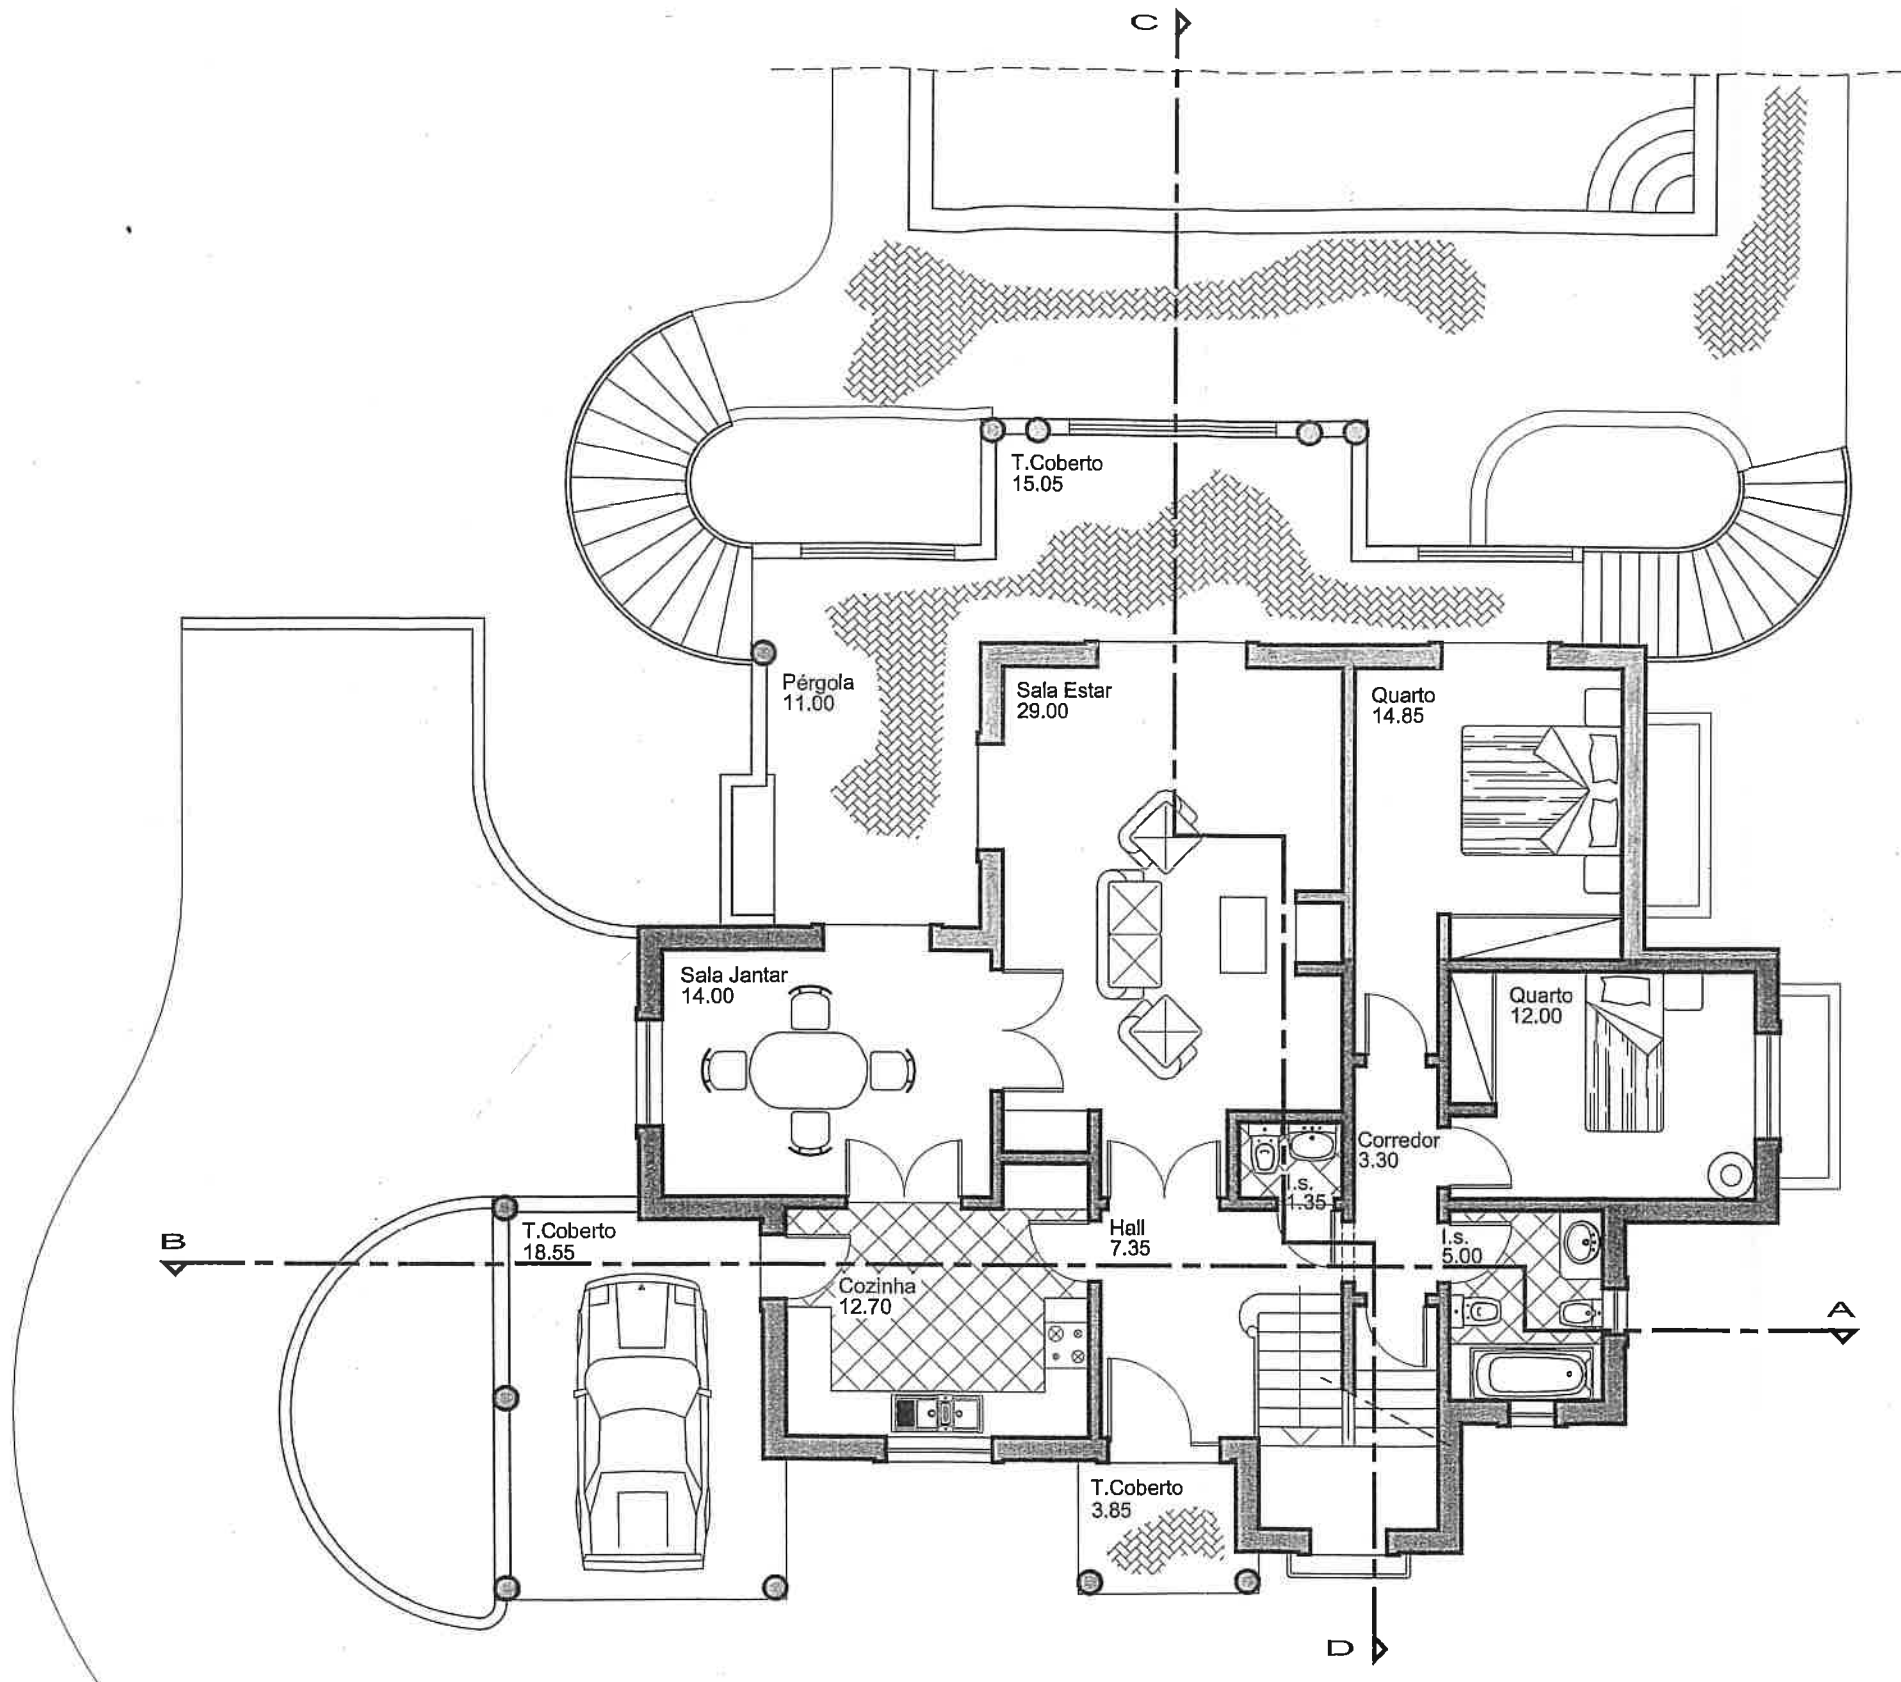 C
T.Coberto
15.05
Pérgola
11.00
Sala Estar
29.00
Quarto
14.85
Sala Jantar
14.00
Quarto
12.00
Corredor
3.30
I.s.
1.35
T.Coberto
18.55
Hall
7.35
I.s.
5.00
B
Cozinha
12.70
A
T.Coberto
3.85
D